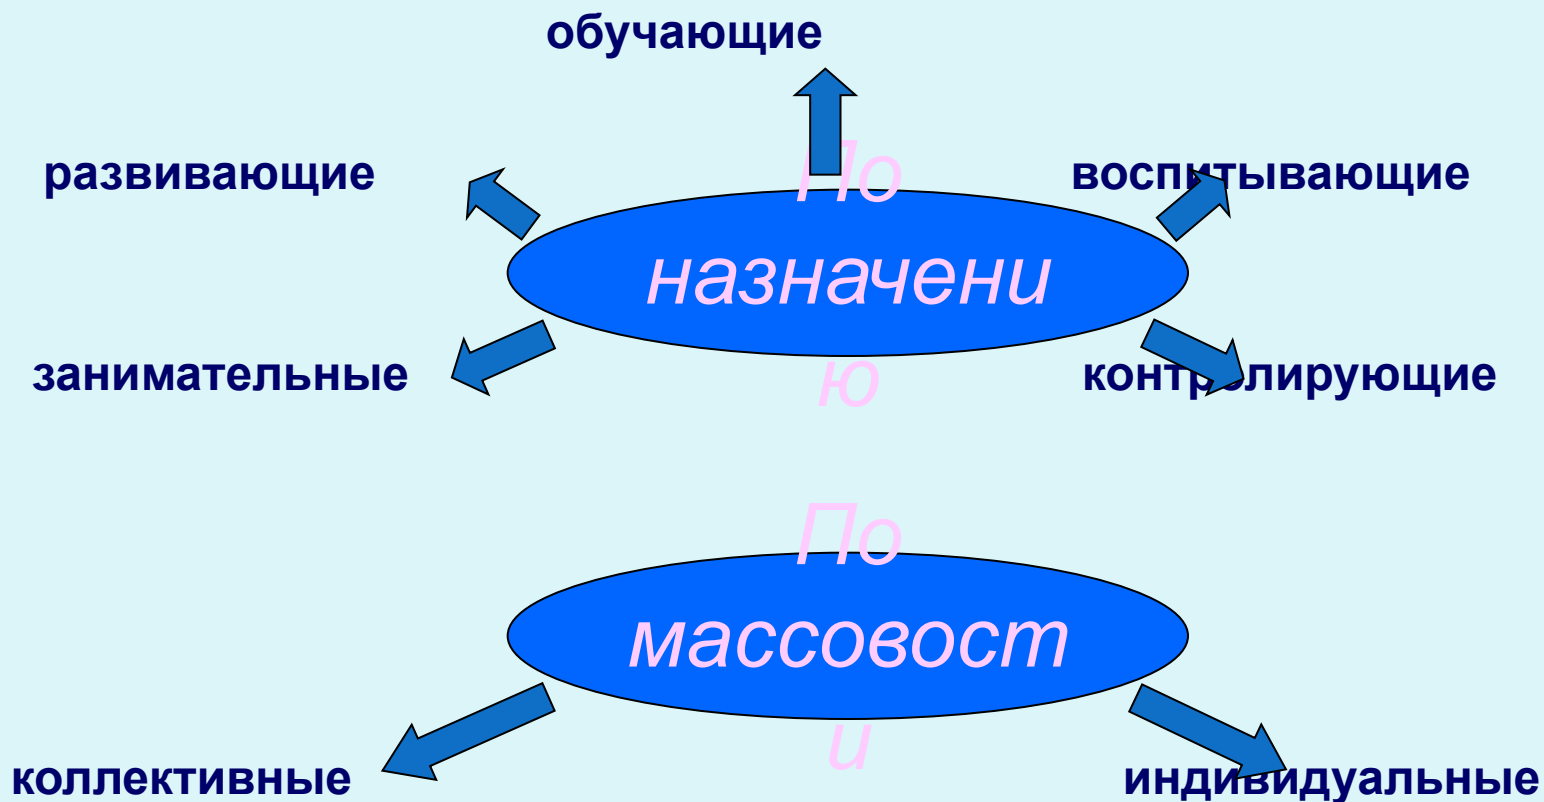 обучающие
развивающие
воспитывающие
По
назначени
ю
занимательные
контролирующие
По
массовост
и
коллективные
индивидуальные